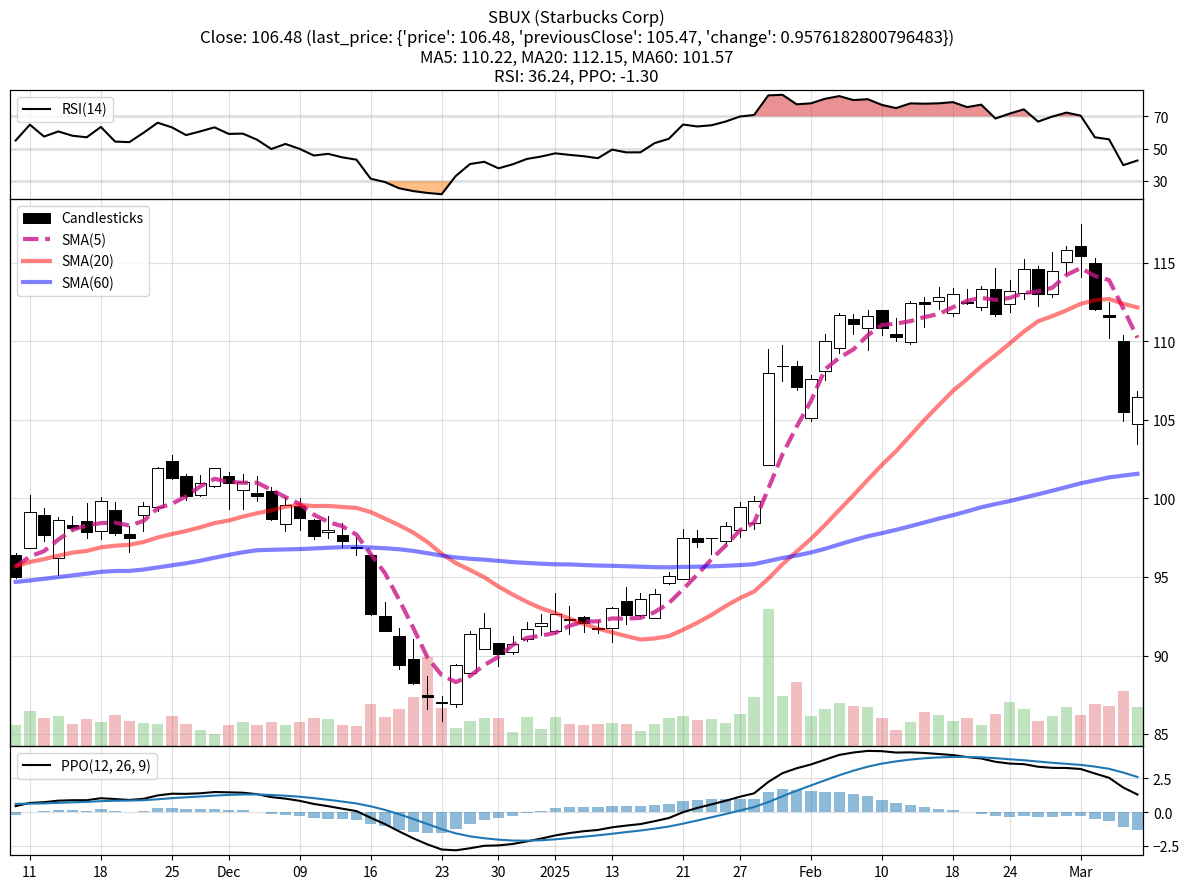 SBUX (Starbucks Corp)
Close: 106.48 (last_price: {'price': 106.48, 'previousClose': 105.47, 'change': 0.9576182800796483})
MA5: 110.22, MA20: 112.15, MA60: 101.57
RSI: 36.24, PPO: -1.30
RSI(14)
70
50
30
Candlesticks
SMA(5)
SMA(20)
SMA(60)
115
110
105
100
95
90
85
PPO(12, 26, 9)
2.5
0.0
−2.5
11 18 25 Dec 09 16 23 30 2025 13 21 27 Feb 10 18 24 Mar